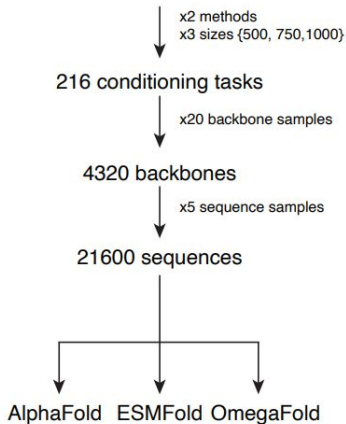 x2 methods
x3 sizes {500, 750,1000}
216 conditioning tasks
x20 backbone samples
4320 backbones
x5 sequence samples
21600 sequences
AlphaFold ESMFold OmegaFold